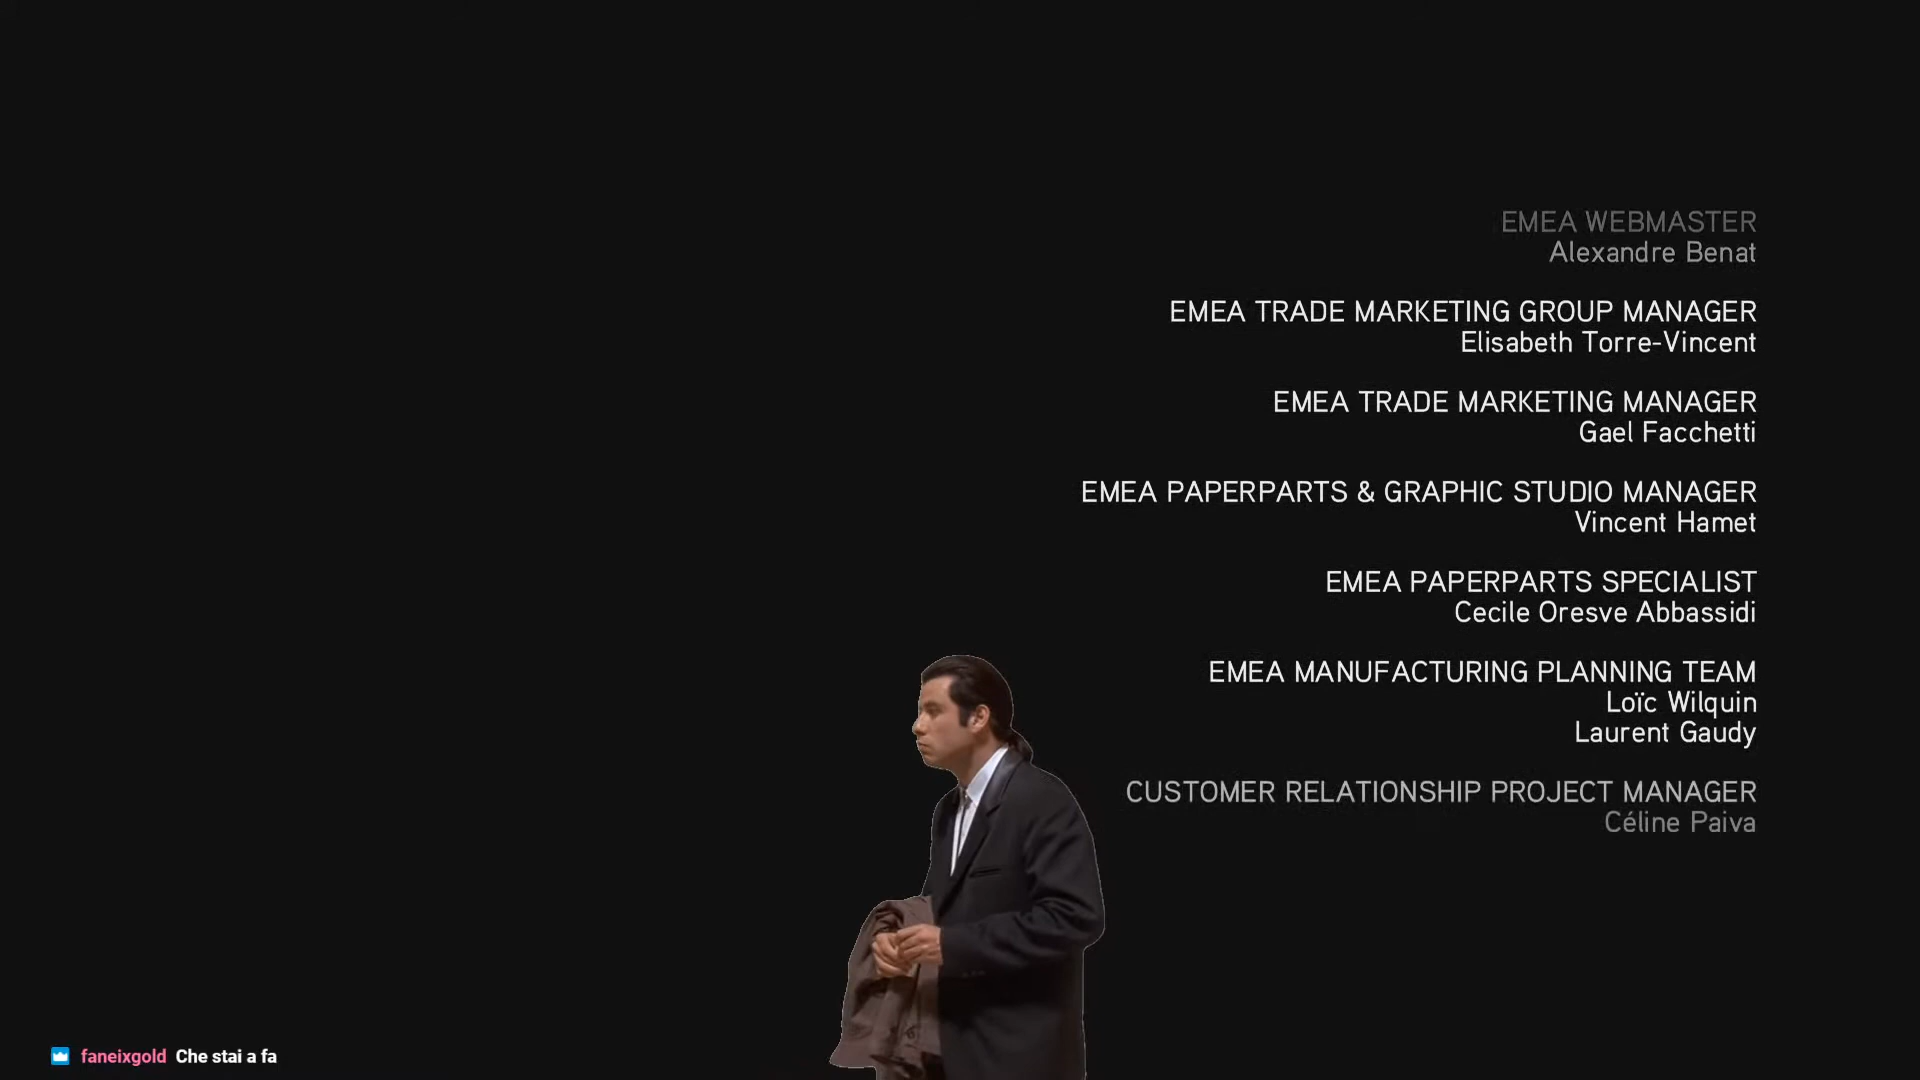 EMEA WEBMASTER
Alexandre Benat
EMEA TRADE MARKETING GROUP MANAGER
Elisabeth Torre-Vincent
EMEA TRADE MARKETING MANAGER
Gael Facchetti
EMEA PAPERPARTS & GRAPHIC STUDIO MANAGER
Vincent Hamet
EMEA PAPERPARTS SPECIALIST
Cecile Oresve Abbassidi
EMEA MANUFACTURING PLANNING TEAM
Loïc Wilquin
Laurent Gaudy
CUSTOMER RELATIONSHIP PROJECT MANAGER
Céline Paiva
faneixgold Che stai a fa